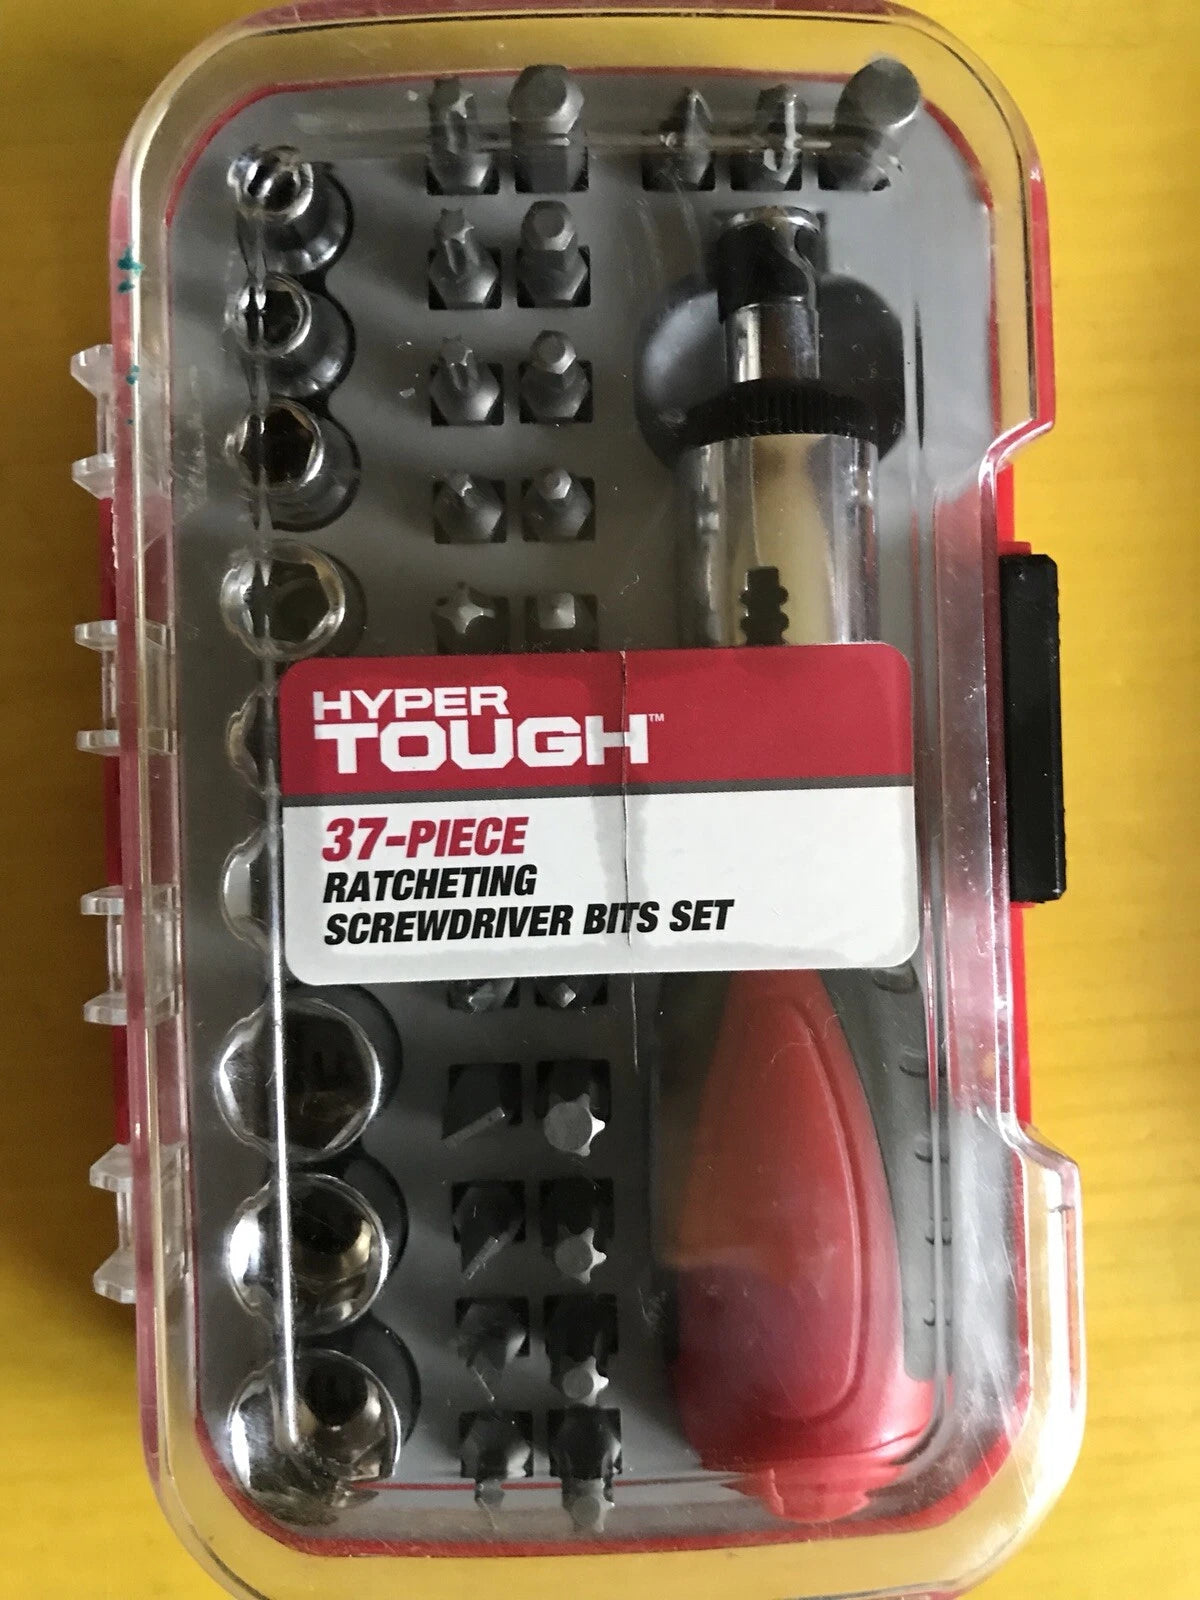 HYPER
TOUGH™
37-PIECE
RATCHETING
SCREWDRIVER BITS SET